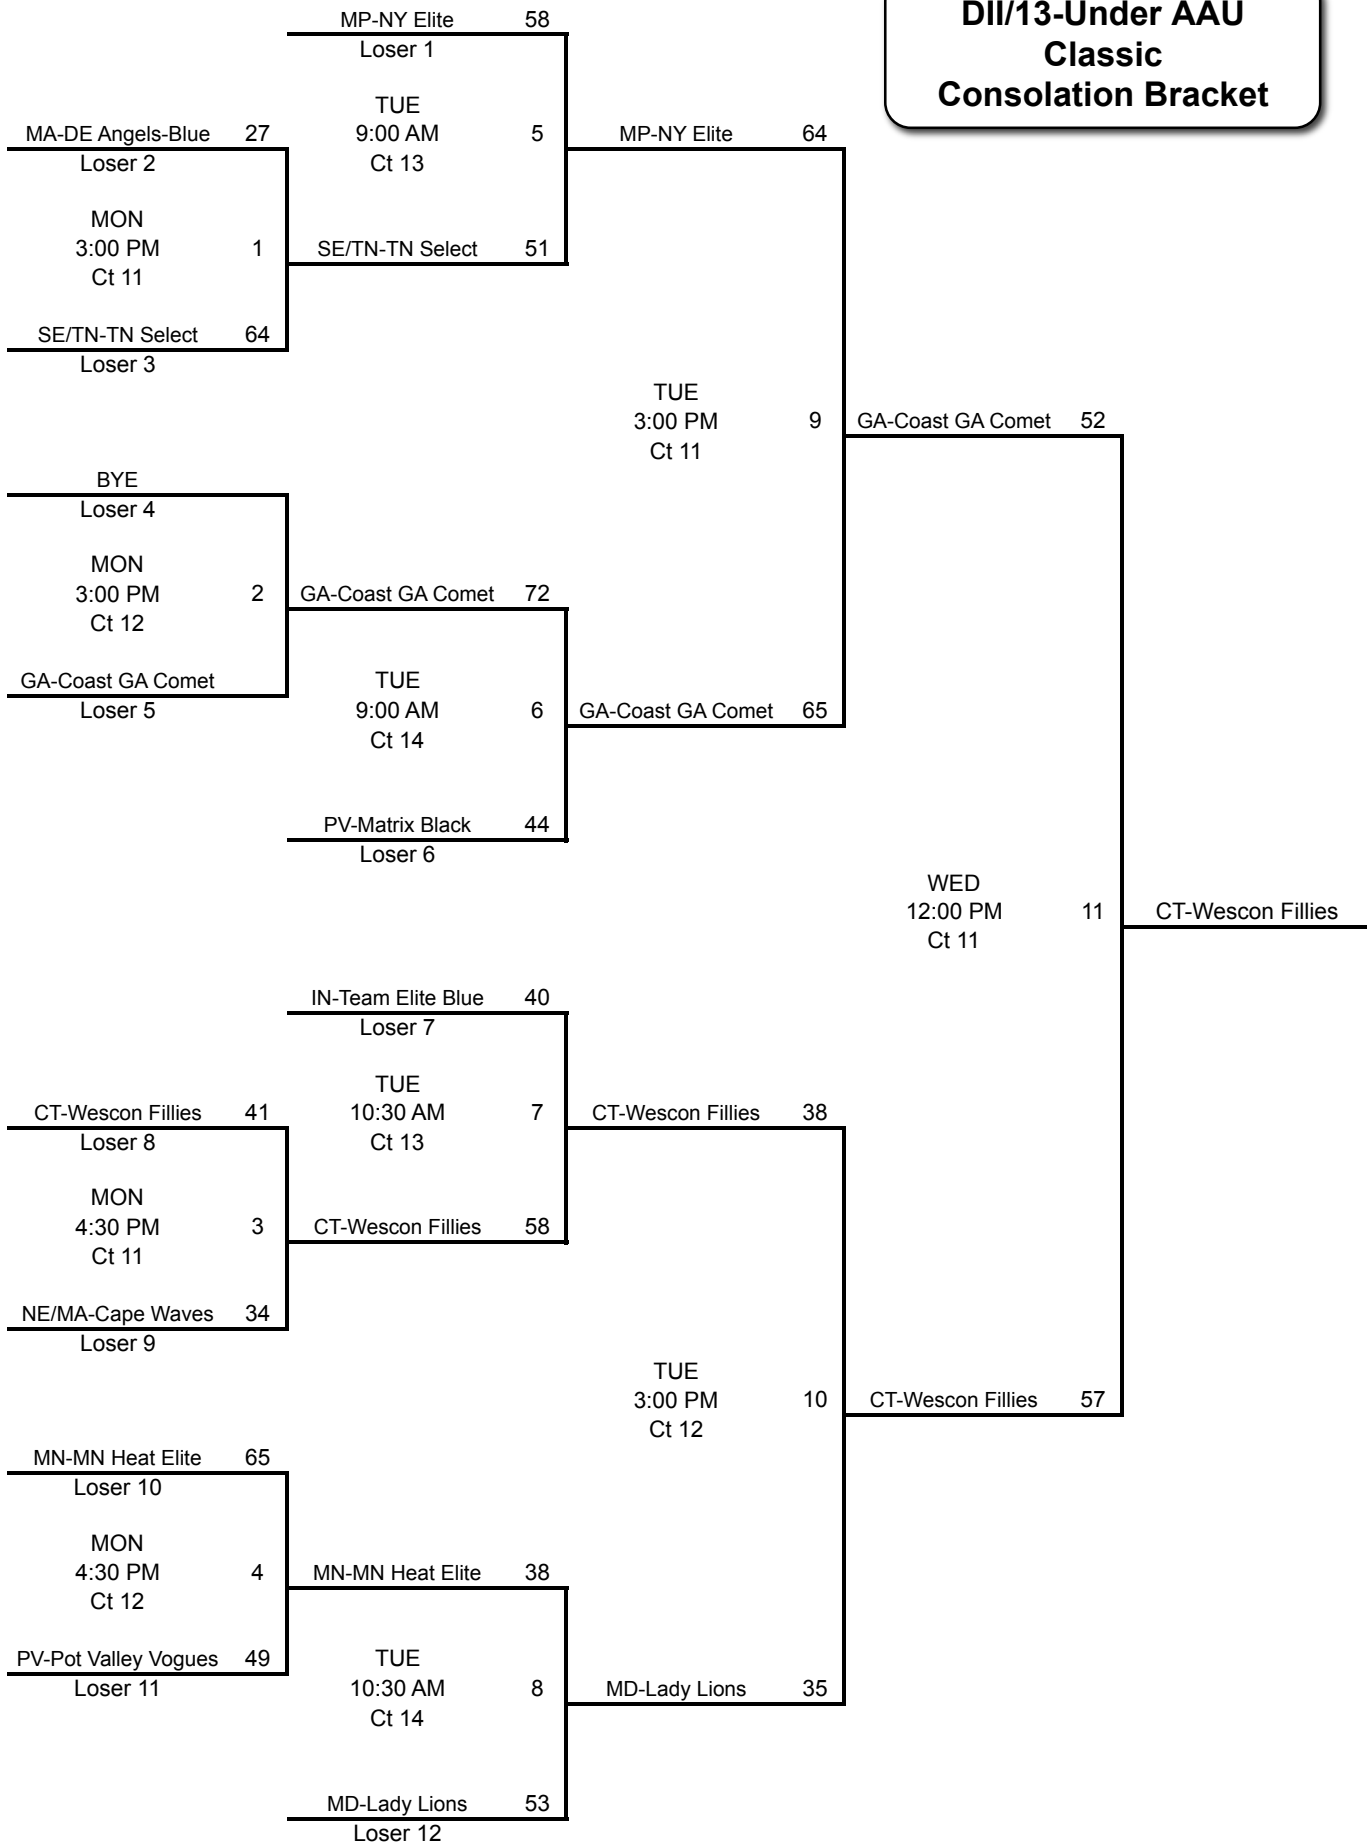 DII/13-Under AAU
Classic
Consolation Bracket
MP-NY Elite 58
Loser 1
TUE
9:00 AM 5
Ct 13
MA-DE Angels-Blue 27
Loser 2
MP-NY Elite 64
MON
3:00 PM 1
Ct 11
SE/TN-TN Select 51
SE/TN-TN Select 64
Loser 3
TUE
3:00 PM 9
Ct 11
GA-Coast GA Comet 52
BYE
Loser 4
MON
3:00 PM 2
Ct 12
GA-Coast GA Comet 72
GA-Coast GA Comet
Loser 5
TUE
9:00 AM 6
Ct 14
GA-Coast GA Comet 65
PV-Matrix Black 44
Loser 6
WED
12:00 PM 11
Ct 11
CT-Wescon Fillies
IN-Team Elite Blue 40
Loser 7
TUE
10:30 AM 7
Ct 13
CT-Wescon Fillies 41
Loser 8
CT-Wescon Fillies 38
MON
4:30 PM 3
Ct 11
CT-Wescon Fillies 58
NE/MA-Cape Waves 34
Loser 9
TUE
3:00 PM 10
Ct 12
CT-Wescon Fillies 57
MN-MN Heat Elite 65
Loser 10
MON
4:30 PM 4
Ct 12
MN-MN Heat Elite 38
PV-Pot Valley Vogues 49
Loser 11
TUE
10:30 AM 8
Ct 14
MD-Lady Lions 35
MD-Lady Lions 53
Loser 12